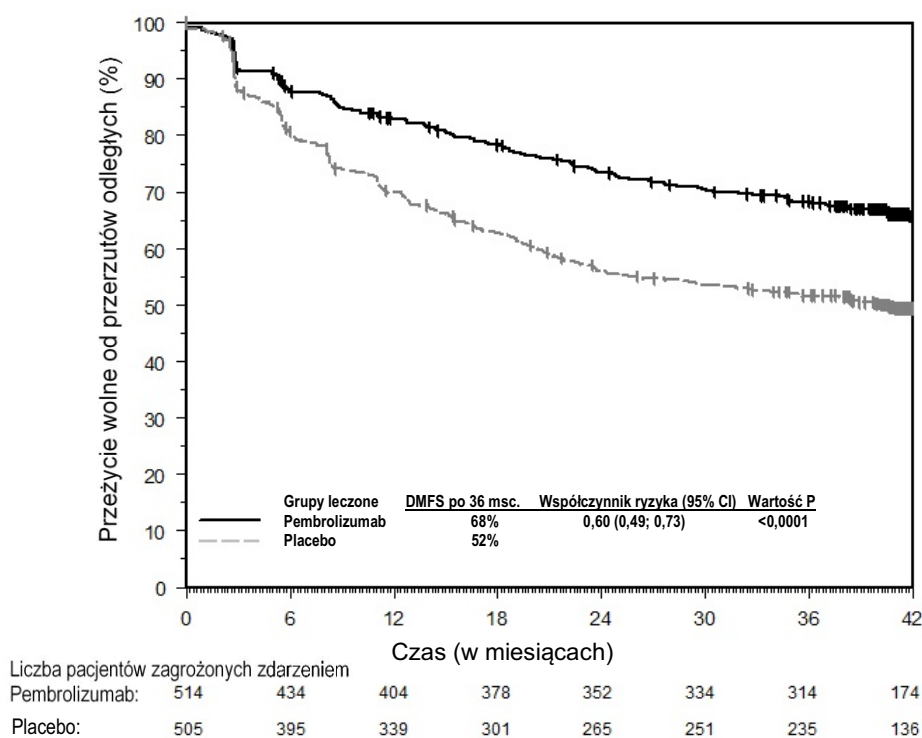 Przeżycie wolne od przerzutów odległych (%)
100
90
80
70
60
50
40
30
20
10
0
Grupy leczone DMFS po 36 msc. Współczynnik ryzyka (95% CI) Wartość P
Pembrolizumab 68% 0,60 (0,49; 0,73) <0,0001
Placebo 52%
0 6 12 18 24 30 36 42
Czas (w miesiącach)
Liczba pacjentów zagrożonych zdarzeniem
Pembrolizumab: 514 434 404 378 352 334 314 174
Placebo: 505 395 339 301 265 251 235 136